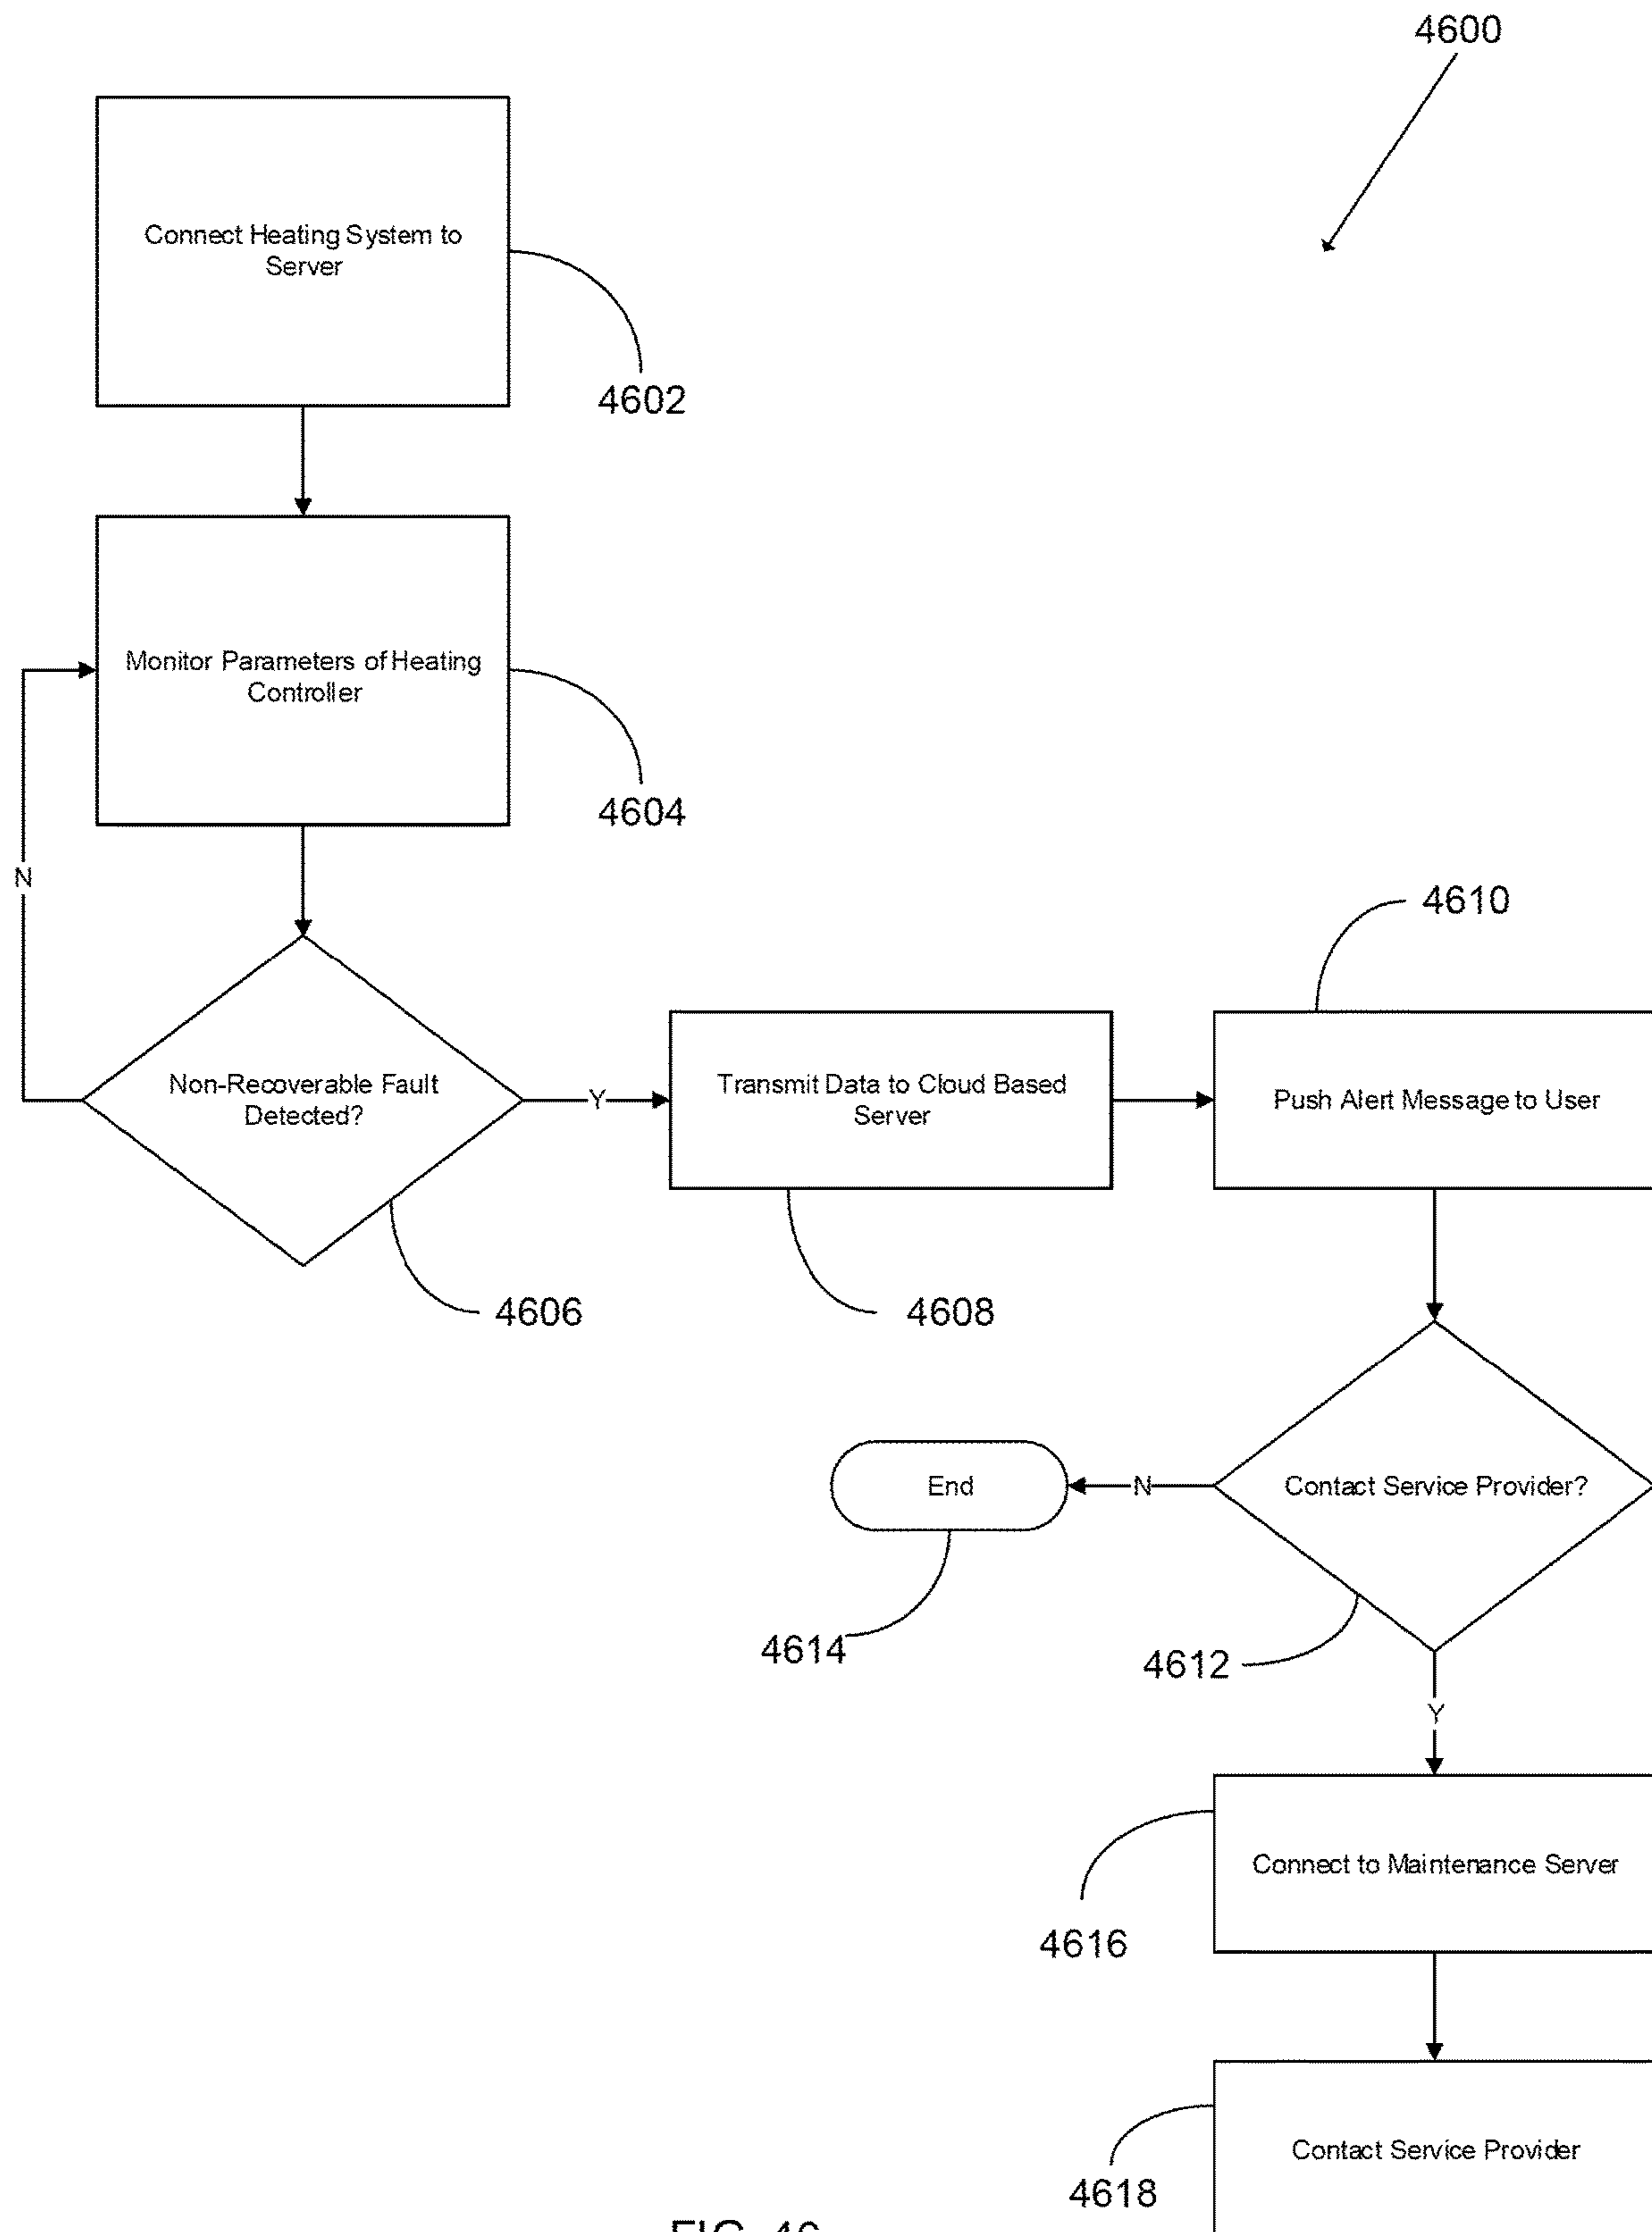 4600
Connect Heating System to
Server
4602
Monitor Parameters of Heating
Controller
4604
N
4610
Non-Recoverable Fault
Detected?
Y
Transmit Data to Cloud Based
Server
Push Alert Message to User
4606
4608
End
N
Contact Service Provider?
4614
4612
Y
Connect to Maintenance Server
4616
Contact Service Provider
4618
FIG. 46